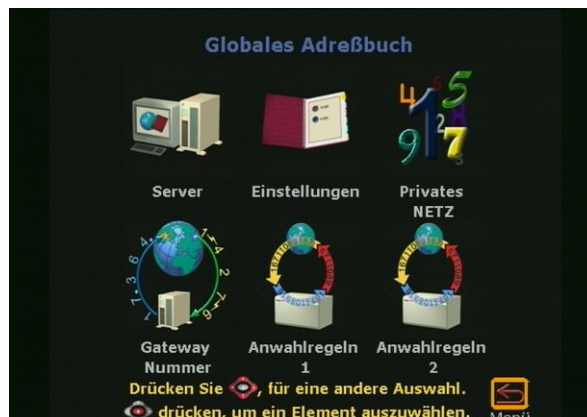 Globales Adreßbuch
Server Einstellungen Privates NETZ
Gateway Nummer Anwahlregeln 1 Anwahlregeln 2
Drücken Sie , für eine andere Auswahl.
drücken, um ein Element auszuwählen.
Menü